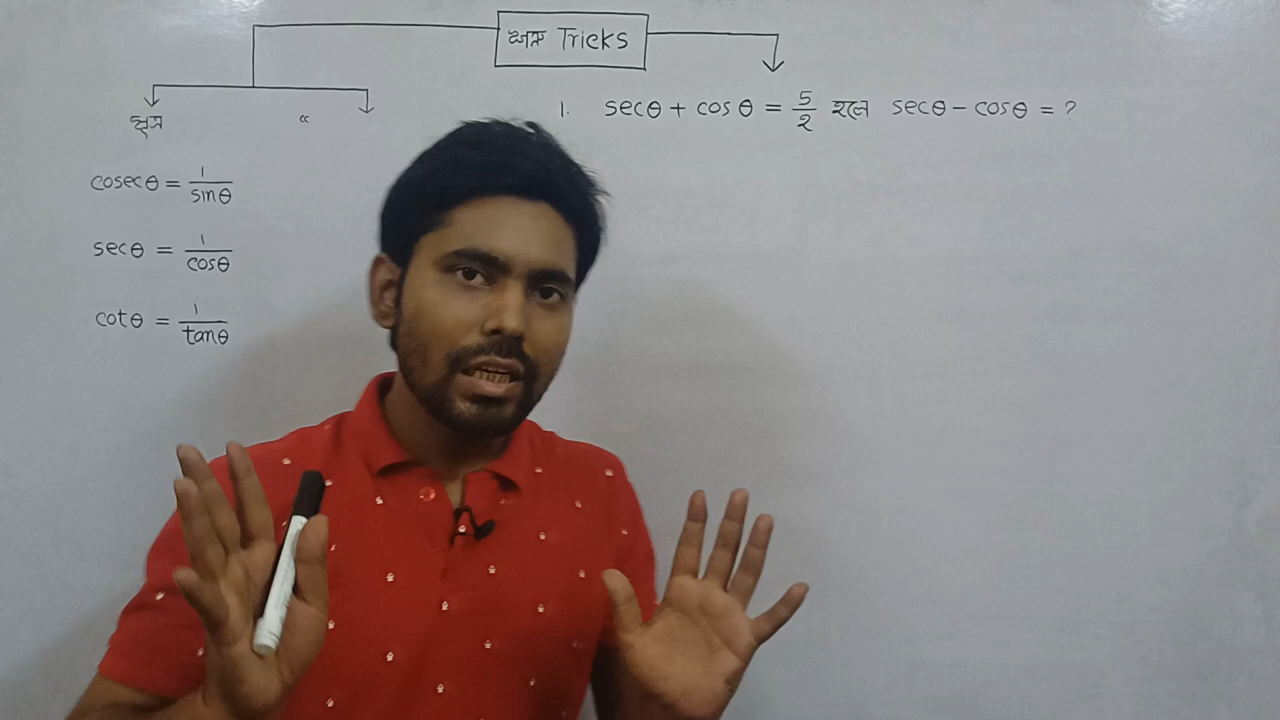 Tricks
সূত্র "
1. secθ + cosθ = 5/2 হলে secθ - cosθ = ?
cosecθ = 1/sinθ
secθ = 1/cosθ
cotθ = 1/tanθ